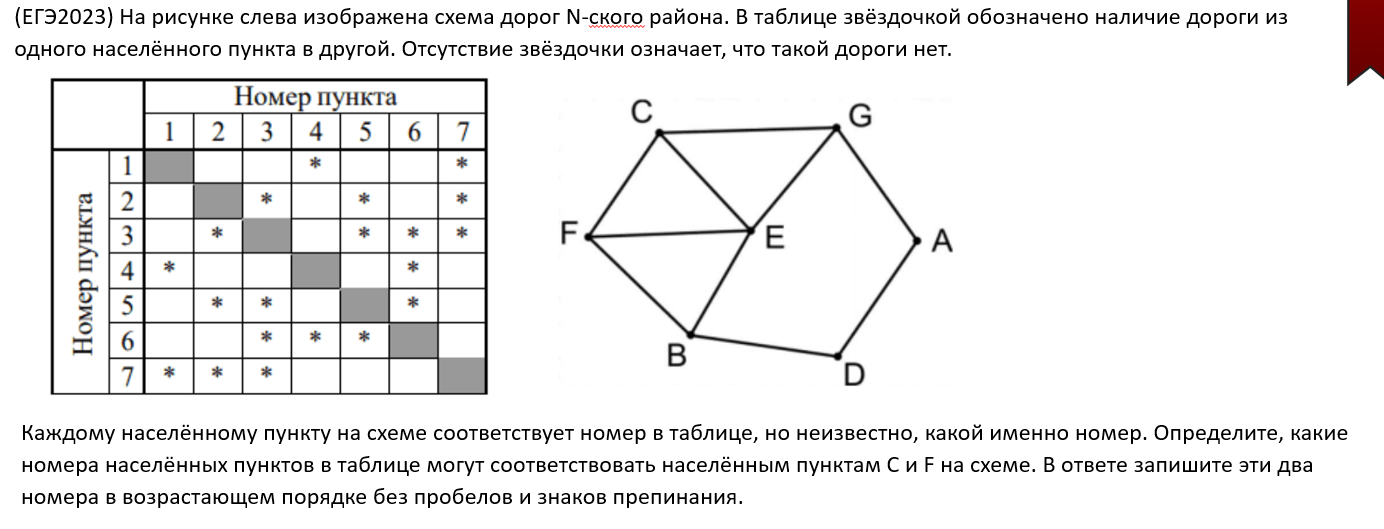 (ЕГЭ2023) На рисунке слева изображена схема дорог N-ского района. В таблице звёздочкой обозначено наличие дороги из
одного населённого пункта в другой. Отсутствие звёздочки означает, что такой дороги нет.
Номер пункта
1 2 3 4 5 6 7
Номер пункта
1 * *
2 * * *
3 * * * *
4 * *
5 * * *
6 * * *
7 * * *
C
G
F
E
A
B
D
Каждому населённому пункту на схеме соответствует номер в таблице, но неизвестно, какой именно номер. Определите, какие
номера населённых пунктов в таблице могут соответствовать населённым пунктам C и F на схеме. В ответе запишите эти два
номера в возрастающем порядке без пробелов и знаков препинания.